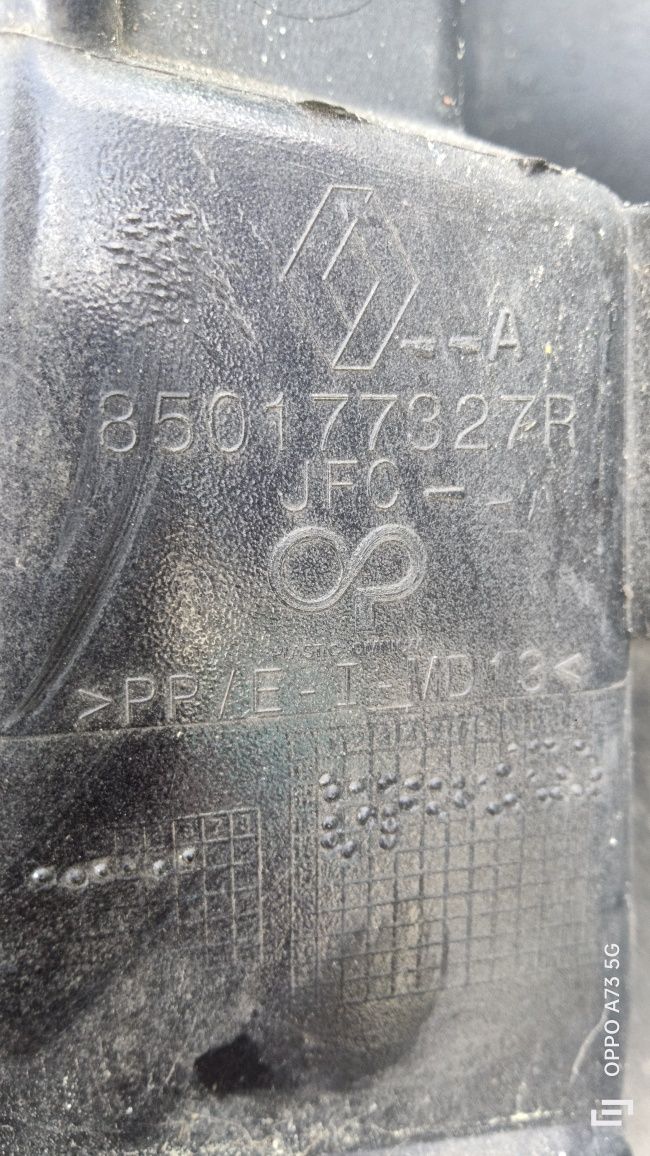 --A
850177327R
JFC - -A
PLASTIC OMNIUM
>PP/E-I-MD13<
OPPO A73 5G